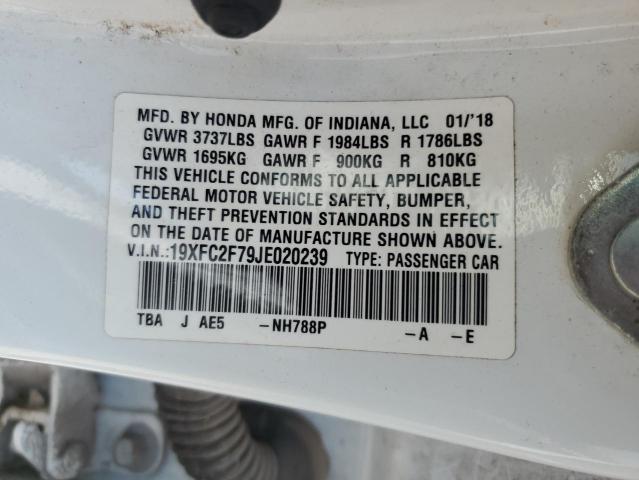 MFD. BY HONDA MFG. OF INDIANA, LLC 01/'18
GVWR 3737LBS GAWR F 1984LBS R 1786LBS
GVWR 1695KG GAWR F 900KG R 810KG
THIS VEHICLE CONFORMS TO ALL APPLICABLE
FEDERAL MOTOR VEHICLE SAFETY, BUMPER,
AND THEFT PREVENTION STANDARDS IN EFFECT
ON THE DATE OF MANUFACTURE SHOWN ABOVE.
V.I.N.:19XFC2F79JE020239 TYPE: PASSENGER CAR
TBA J AE5 -NH788P -A -E